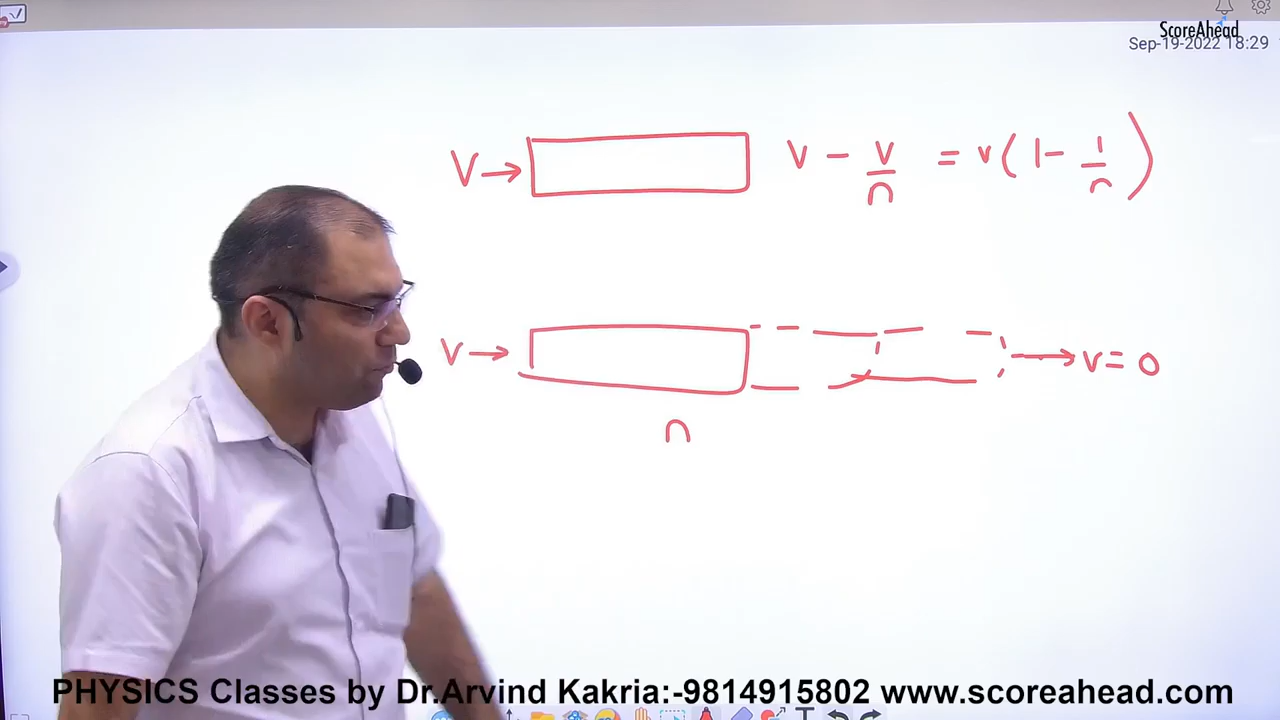 ScoreAhead
Sep-19-2022 18:29
V → V - V/n = v(1 - 1/n)
V → → V = 0
n
PHYSICS Classes by Dr.Arvind Kakria:-9814915802 www.scoreahead.com